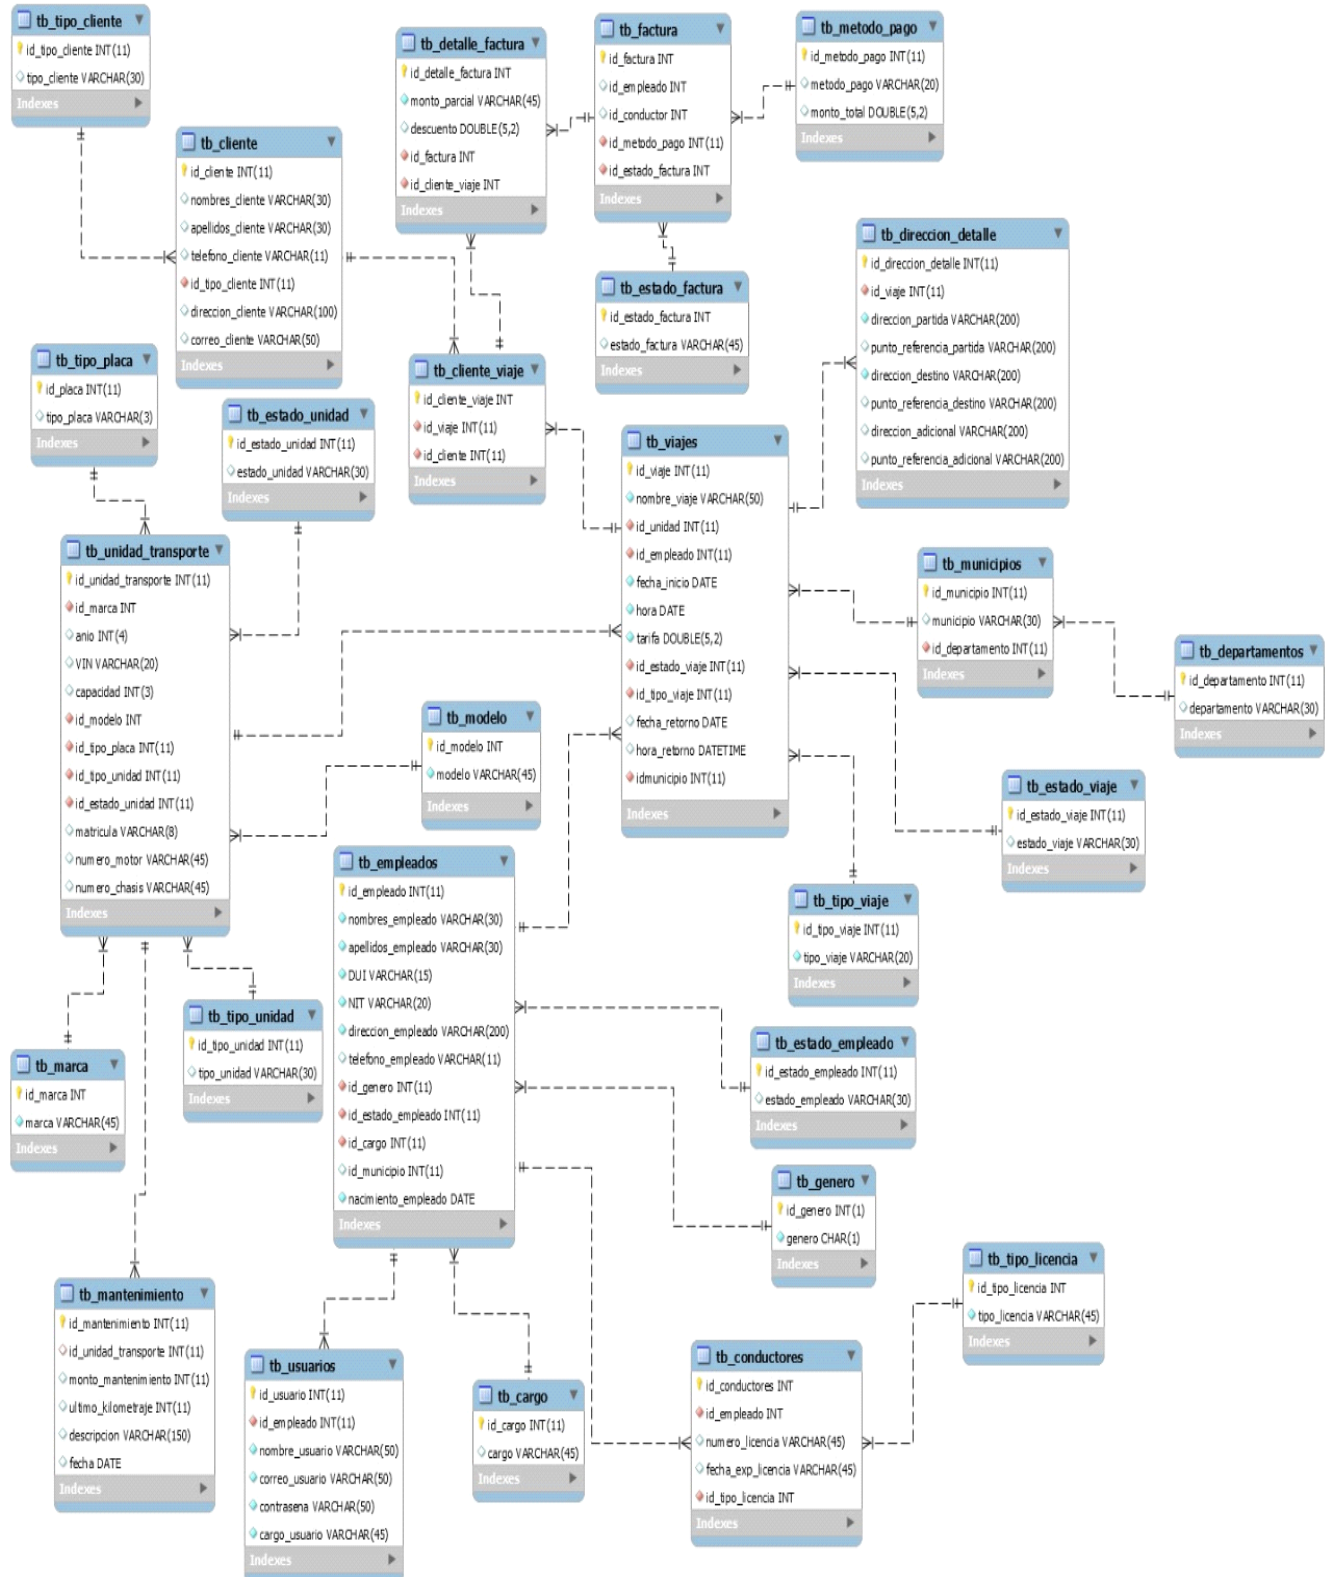 tb_tipo_cliente
id_tipo_cliente INT(11)
tipo_cliente VARCHAR(30)
Indexes
tb_cliente
id_cliente INT(11)
nombres_cliente VARCHAR(30)
apellidos_cliente VARCHAR(30)
telefono_cliente VARCHAR(11)
id_tipo_cliente INT(11)
direccion_cliente VARCHAR(100)
correo_cliente VARCHAR(50)
Indexes
tb_detalle_factura
id_detalle_factura INT
monto_parcial VARCHAR(45)
descuento DOUBLE(5,2)
id_factura INT
id_cliente_viaje INT
Indexes
tb_factura
id_factura INT
id_empleado INT
id_conductor INT
id_metodo_pago INT(11)
id_estado_factura INT
Indexes
tb_metodo_pago
id_metodo_pago INT(11)
metodo_pago VARCHAR(20)
monto_total DOUBLE(5,2)
Indexes
tb_estado_factura
id_estado_factura INT
estado_factura VARCHAR(45)
Indexes
tb_direccion_detalle
id_direccion_detalle INT(11)
id_viaje INT(11)
direccion_partida VARCHAR(200)
punto_referencia_partida VARCHAR(200)
direccion_destino VARCHAR(200)
punto_referencia_destino VARCHAR(200)
direccion_adicional VARCHAR(200)
punto_referencia_adicional VARCHAR(200)
Indexes
tb_tipo_placa
id_placa INT(11)
tipo_placa VARCHAR(3)
Indexes
tb_estado_unidad
id_estado_unidad INT(11)
estado_unidad VARCHAR(30)
Indexes
tb_cliente_viaje
id_cliente_viaje INT
id_viaje INT(11)
id_cliente INT(11)
Indexes
tb_viajes
id_viaje INT(11)
nombre_viaje VARCHAR(50)
id_unidad INT(11)
id_empleado INT(11)
fecha_inicio DATE
hora DATE
tarifa DOUBLE(5,2)
id_estado_viaje INT(11)
id_tipo_viaje INT(11)
fecha_retorno DATE
hora_retorno DATETIME
idmunicipio INT(11)
Indexes
tb_unidad_transporte
id_unidad_transporte INT(11)
id_marca INT
anio INT(4)
VIN VARCHAR(20)
capacidad INT(3)
id_modelo INT
id_tipo_placa INT(11)
id_tipo_unidad INT(11)
id_estado_unidad INT(11)
matricula VARCHAR(8)
numero_motor VARCHAR(45)
numero_chasis VARCHAR(45)
Indexes
tb_municipios
id_municipio INT(11)
municipio VARCHAR(30)
id_departamento INT(11)
Indexes
tb_departamentos
id_departamento INT(11)
departamento VARCHAR(30)
Indexes
tb_modelo
id_modelo INT
modelo VARCHAR(45)
Indexes
tb_estado_viaje
id_estado_viaje INT(11)
estado_viaje VARCHAR(30)
Indexes
tb_tipo_viaje
id_tipo_viaje INT(11)
tipo_viaje VARCHAR(20)
Indexes
tb_empleados
id_empleado INT(11)
nombres_empleado VARCHAR(30)
apellidos_empleado VARCHAR(30)
DUI VARCHAR(15)
NIT VARCHAR(20)
direccion_empleado VARCHAR(200)
telefono_empleado VARCHAR(11)
id_genero INT(11)
id_estado_empleado INT(11)
id_cargo INT(11)
id_municipio INT(11)
nacimiento_empleado DATE
Indexes
tb_marca
id_marca INT
marca VARCHAR(45)
Indexes
tb_tipo_unidad
id_tipo_unidad INT(11)
tipo_unidad VARCHAR(30)
Indexes
tb_estado_empleado
id_estado_empleado INT(11)
estado_empleado VARCHAR(30)
Indexes
tb_genero
id_genero INT(1)
genero CHAR(1)
Indexes
tb_tipo_licencia
id_tipo_licencia INT
tipo_licencia VARCHAR(45)
Indexes
tb_mantenimiento
id_mantenimiento INT(11)
id_unidad_transporte INT(11)
monto_mantenimiento INT(11)
ultimo_kilometraje INT(11)
descripcion VARCHAR(150)
fecha DATE
Indexes
tb_usuarios
id_usuario INT(11)
id_empleado INT(11)
nombre_usuario VARCHAR(50)
correo_usuario VARCHAR(50)
contrasena VARCHAR(50)
cargo_usuario VARCHAR(45)
Indexes
tb_cargo
id_cargo INT(11)
cargo VARCHAR(45)
Indexes
tb_conductores
id_conductores INT
id_empleado INT
numero_licencia VARCHAR(45)
fecha_exp_licencia VARCHAR(45)
id_tipo_licencia INT
Indexes